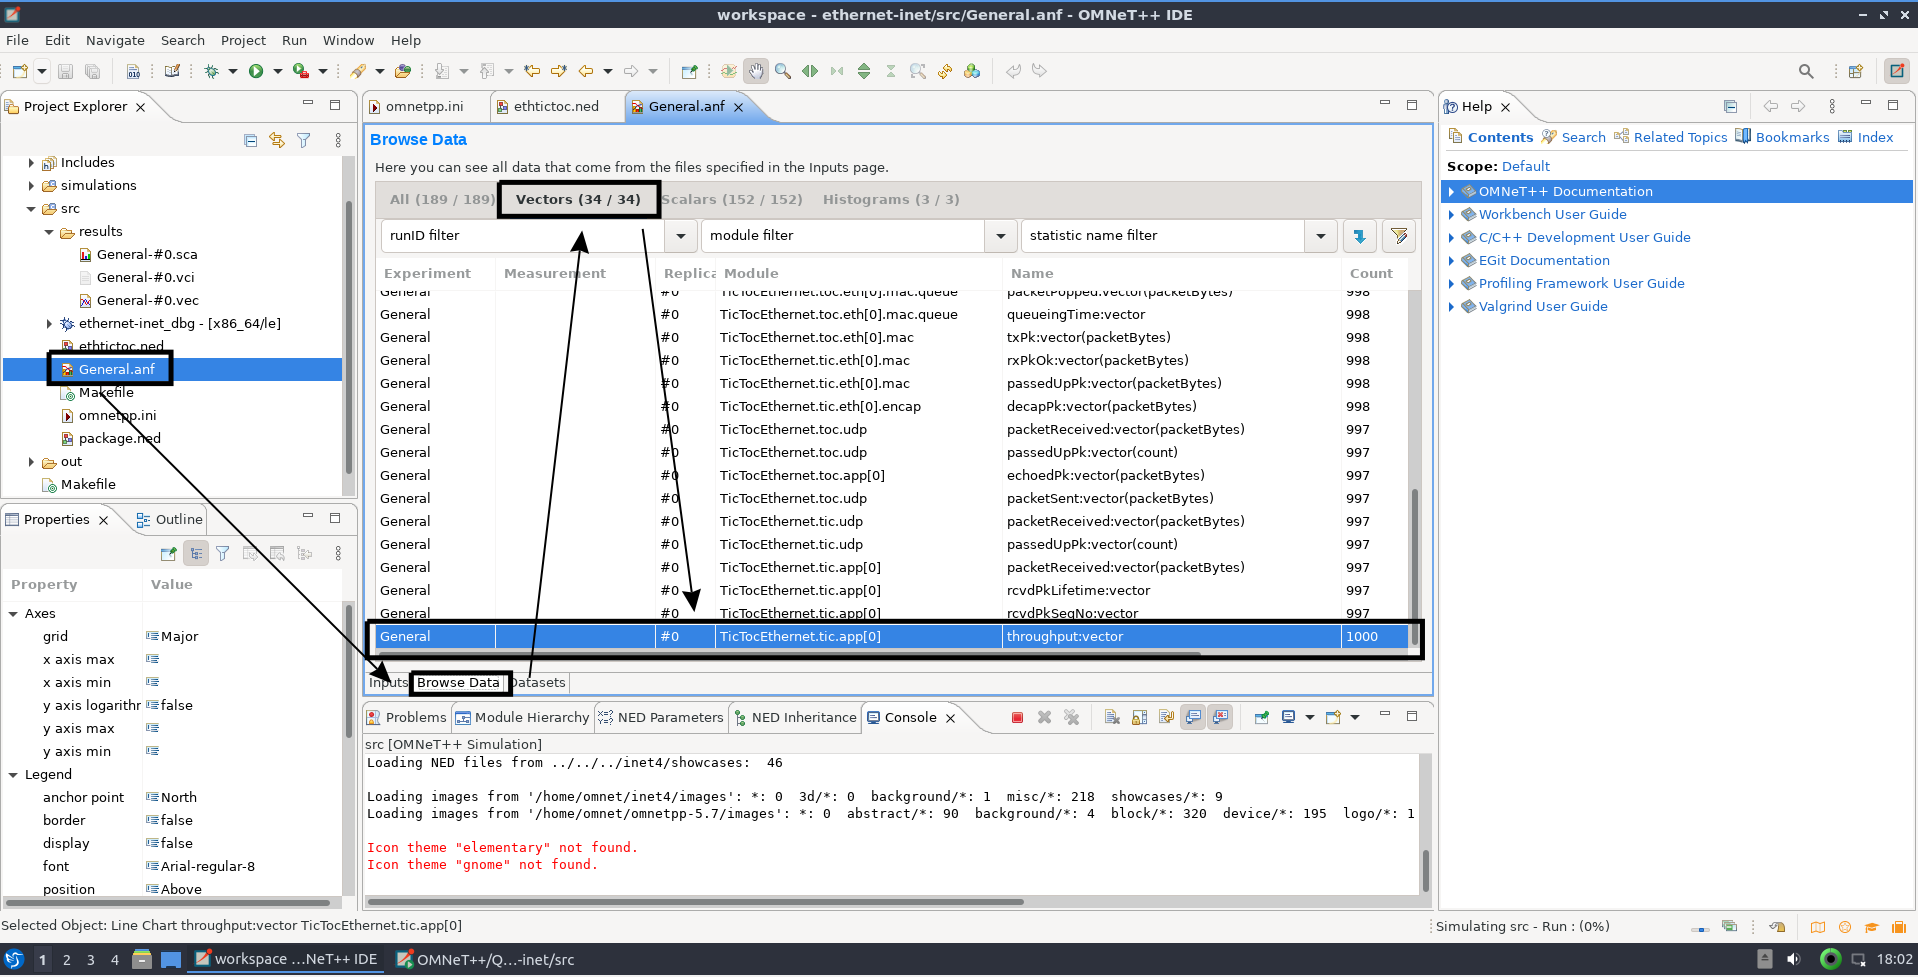 workspace - ethernet-inet/src/General.anf - OMNeT++ IDE
File Edit Navigate Search Project Run Window Help
Project Explorer
Includes
simulations
src
results
General-#0.sca
General-#0.vci
General-#0.vec
ethernet-inet_dbg - [x86_64/le]
ethtictoc.ned
General.anf
Makefile
omnetpp.ini
package.ned
out
Makefile
Properties Outline
Property Value
Axes
grid Major
x axis max
x axis min
y axis logarithr false
y axis max
y axis min
Legend
anchor point North
border false
display false
font Arial-regular-8
position Above
omnetpp.ini ethtictoc.ned General.anf
Browse Data
Here you can see all data that come from the files specified in the Inputs page.
All (189 / 189) Vectors (34 / 34) Scalars (152 / 152) Histograms (3 / 3)
runID filter module filter statistic name filter
Experiment Measurement Replica Module Name Count
General #0 TicTocEthernet.toc.eth[0].mac.queue packetPopped:vector(packetBytes) 998
General #0 TicTocEthernet.toc.eth[0].mac.queue queueingTime:vector 998
General #0 TicTocEthernet.toc.eth[0].mac txPk:vector(packetBytes) 998
General #0 TicTocEthernet.tic.eth[0].mac rxPkOk:vector(packetBytes) 998
General #0 TicTocEthernet.tic.eth[0].mac passedUpPk:vector(packetBytes) 998
General #0 TicTocEthernet.tic.eth[0].encap decapPk:vector(packetBytes) 998
General #0 TicTocEthernet.toc.udp packetReceived:vector(packetBytes) 997
General #0 TicTocEthernet.toc.udp passedUpPk:vector(count) 997
General #0 TicTocEthernet.toc.app[0] echoedPk:vector(packetBytes) 997
General #0 TicTocEthernet.toc.udp packetSent:vector(packetBytes) 997
General #0 TicTocEthernet.tic.udp packetReceived:vector(packetBytes) 997
General #0 TicTocEthernet.tic.udp passedUpPk:vector(count) 997
General #0 TicTocEthernet.tic.app[0] packetReceived:vector(packetBytes) 997
General #0 TicTocEthernet.tic.app[0] rcvdPkLifetime:vector 997
General #0 TicTocEthernet.tic.app[0] rcvdPkSeqNo:vector 997
General #0 TicTocEthernet.tic.app[0] throughput:vector 1000
Inputs Browse Data Datasets
Problems Module Hierarchy NED Parameters NED Inheritance Console
src [OMNeT++ Simulation]
Loading NED files from ../../../inet4/showcases: 46
Loading images from '/home/omnet/inet4/images': *: 0 3d/*: 0 background/*: 1 misc/*: 218 showcases/*: 9
Loading images from '/home/omnet/omnetpp-5.7/images': *: 0 abstract/*: 90 background/*: 4 block/*: 320 device/*: 195 logo/*: 1
Icon theme "elementary" not found.
Icon theme "gnome" not found.
Help
Contents Search Related Topics Bookmarks Index
Scope: Default
OMNeT++ Documentation
Workbench User Guide
C/C++ Development User Guide
EGit Documentation
Profiling Framework User Guide
Valgrind User Guide
Selected Object: Line Chart throughput:vector TicTocEthernet.tic.app[0]
Simulating src - Run : (0%)
1 2 3 4 workspace ...NeT++ IDE OMNeT++/Q...-inet/src 18:02